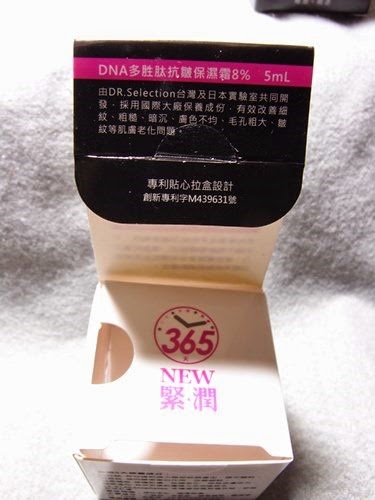 DNA多胜肽抗皺保濕霜8% 5mL
由DR.Selection台灣及日本實驗室共同開
發，採用國際大廠保養成份，有效改善細
紋、粗糙、暗沉、膚色不均、毛孔粗大、皺
紋等肌膚老化問題。
專利貼心拉盒設計
創新專利字M439631號
365
天
NEW
緊·潤